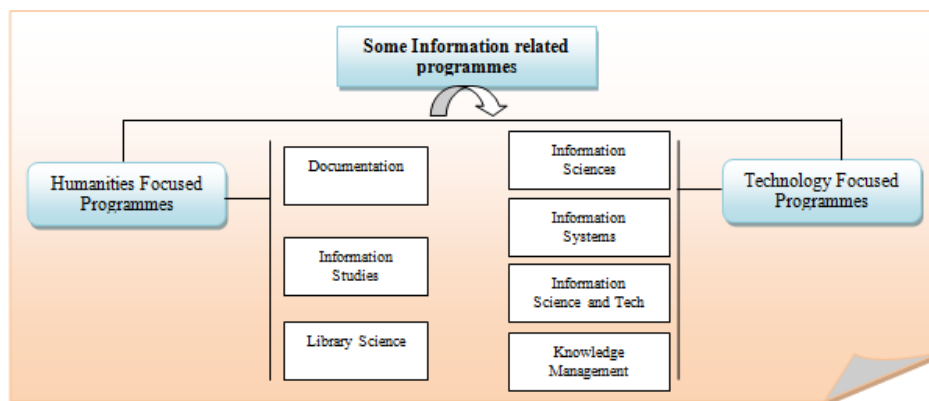 Some Information related
programmes
Humanities Focused
Programmes
Documentation
Information
Studies
Library Science
Information
Sciences
Information
Systems
Information
Science and Tech
Knowledge
Management
Technology Focused
Programmes